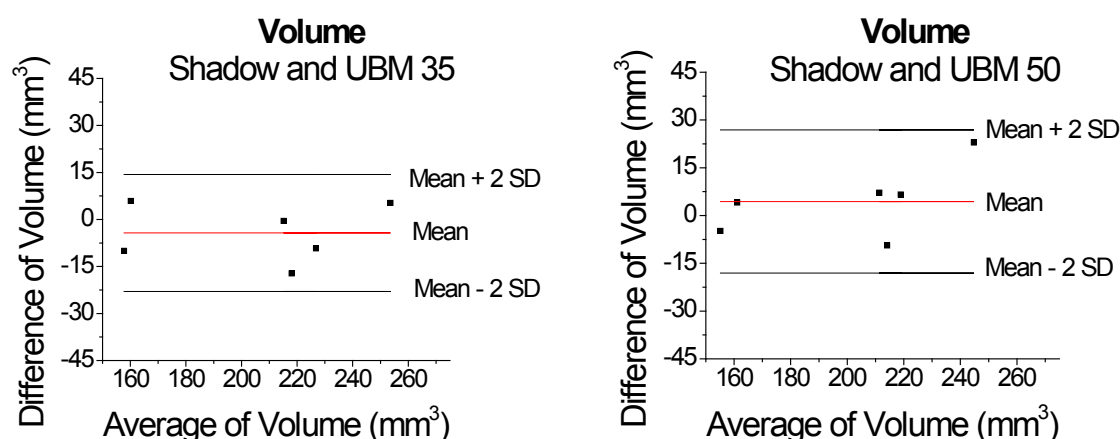 Volume
Shadow and UBM 35
Difference of Volume (mm³)
45
30
15
0
-15
-30
-45
Mean + 2 SD
Mean
Mean - 2 SD
160 180 200 220 240 260
Average of Volume (mm³)
Volume
Shadow and UBM 50
Difference of Volume (mm³)
45
30
15
0
-15
-30
-45
Mean + 2 SD
Mean
Mean - 2 SD
160 180 200 220 240 260
Average of Volume (mm³)